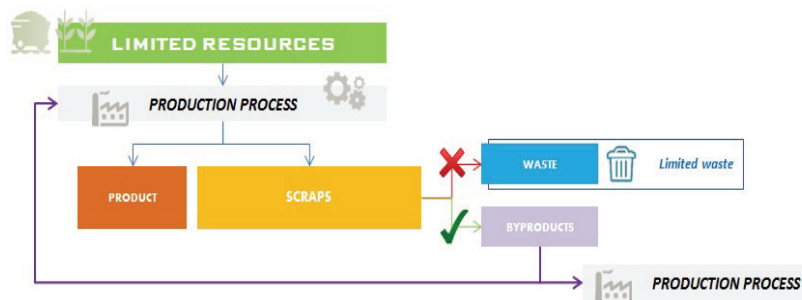 LIMITED RESOURCES
PRODUCTION PROCESS
PRODUCT
SCRAPS
WASTE
Limited waste
BYPRODUCTS
PRODUCTION PROCESS